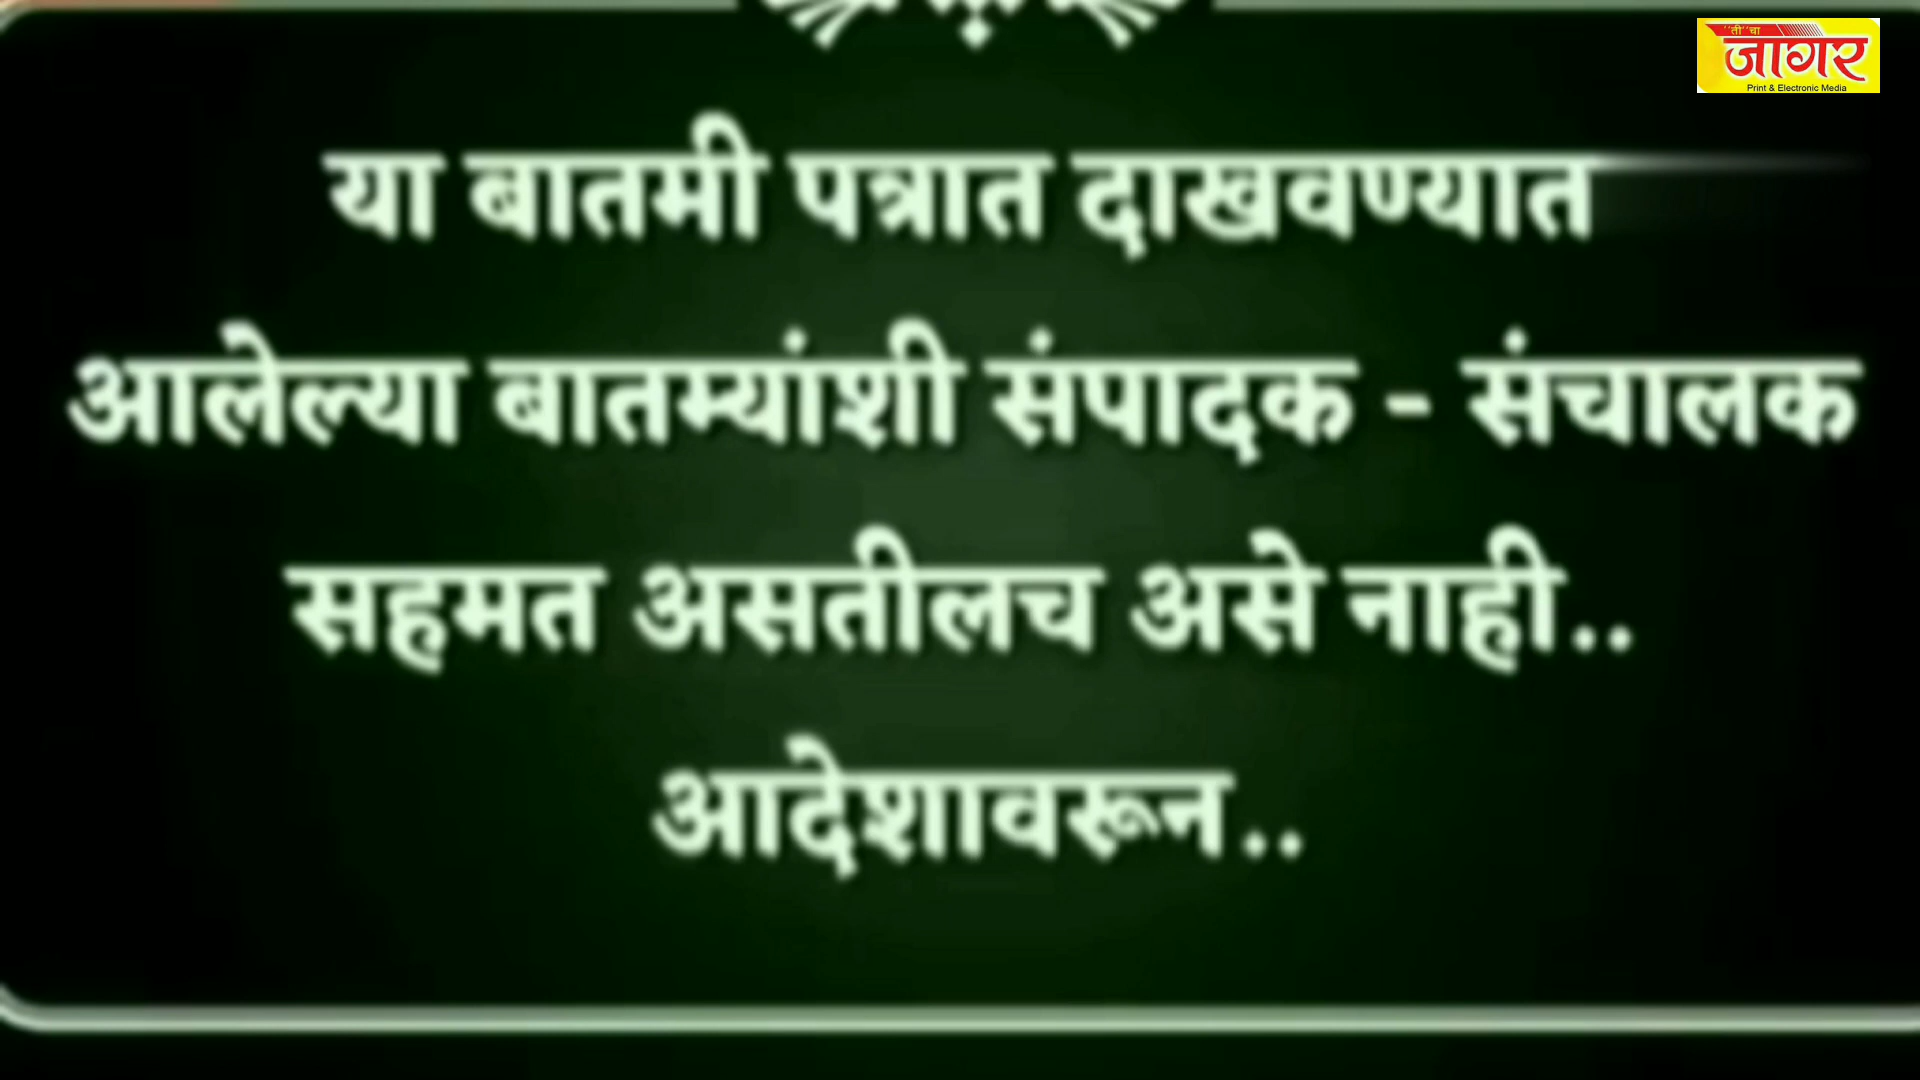 "ती"चा
जागर
Print & Electronic Media
या बातमी पत्रात दाखवण्यात
आलेल्या बातम्यांशी संपादक - संचालक
सहमत असतीलच असे नाही..
आदेशावरून..